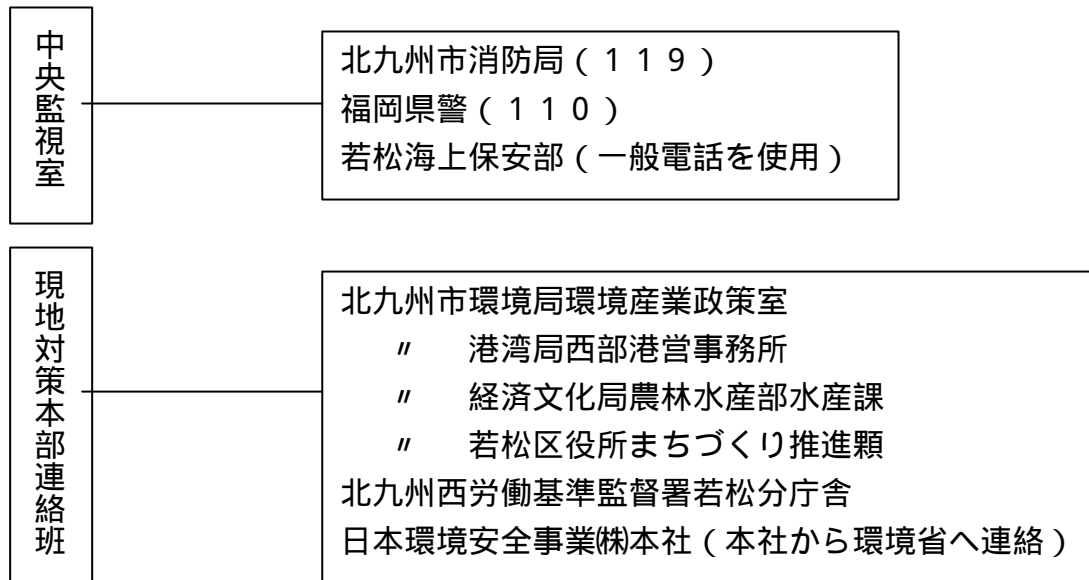 中央監視室
北九州市消防局（１１９）
福岡県警（１１０）
若松海上保安部（一般電話を使用）
現地対策本部連絡班
北九州市環境局環境産業政策室
〃　港湾局西部港営事務所
〃　経済文化局農林水産部水産課
〃　若松区役所まちづくり推進顆
北九州西労働基準監督署若松分庁舎
日本環境安全事業㈱本社（本社から環境省へ連絡）